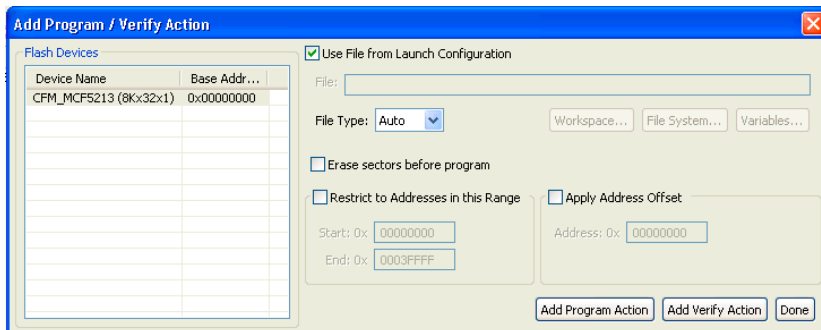 Add Program / Verify Action
Flash Devices
Device Name Base Addr...
CFM_MCF5213 (8Kx32x1) 0x00000000
Use File from Launch Configuration
File:
File Type: Auto Workspace... File System... Variables...
Erase sectors before program
Restrict to Addresses in this Range
Start: 0x 00000000
End: 0x 0003FFFF
Apply Address Offset
Address: 0x 00000000
Add Program Action Add Verify Action Done